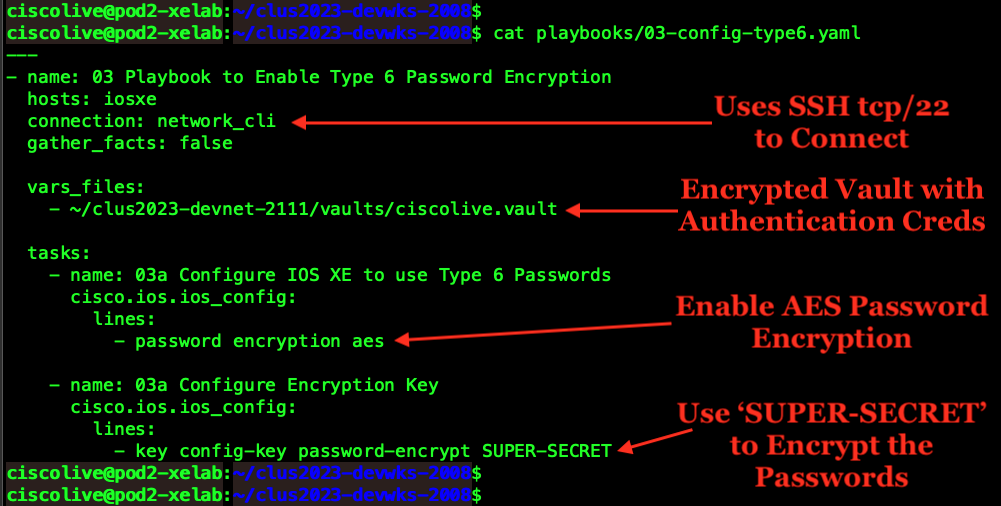 ciscolive@pod2-xelab:~/clus2023-devwks-2008$
ciscolive@pod2-xelab:~/clus2023-devwks-2008$ cat playbooks/03-config-type6.yaml
---
- name: 03 Playbook to Enable Type 6 Password Encryption
hosts: iosxe
connection: network_cli
gather_facts: false
Uses SSH tcp/22
to Connect
vars_files:
- ~/clus2023-devnet-2111/vaults/ciscolive.vault
Encrypted Vault with
Authentication Creds
tasks:
- name: 03a Configure IOS XE to use Type 6 Passwords
cisco.ios.ios_config:
lines:
- password encryption aes
Enable AES Password
Encryption
- name: 03a Configure Encryption Key
cisco.ios.ios_config:
lines:
- key config-key password-encrypt SUPER-SECRET
Use ‘SUPER-SECRET’
to Encrypt the
Passwords
ciscolive@pod2-xelab:~/clus2023-devwks-2008$
ciscolive@pod2-xelab:~/clus2023-devwks-2008$